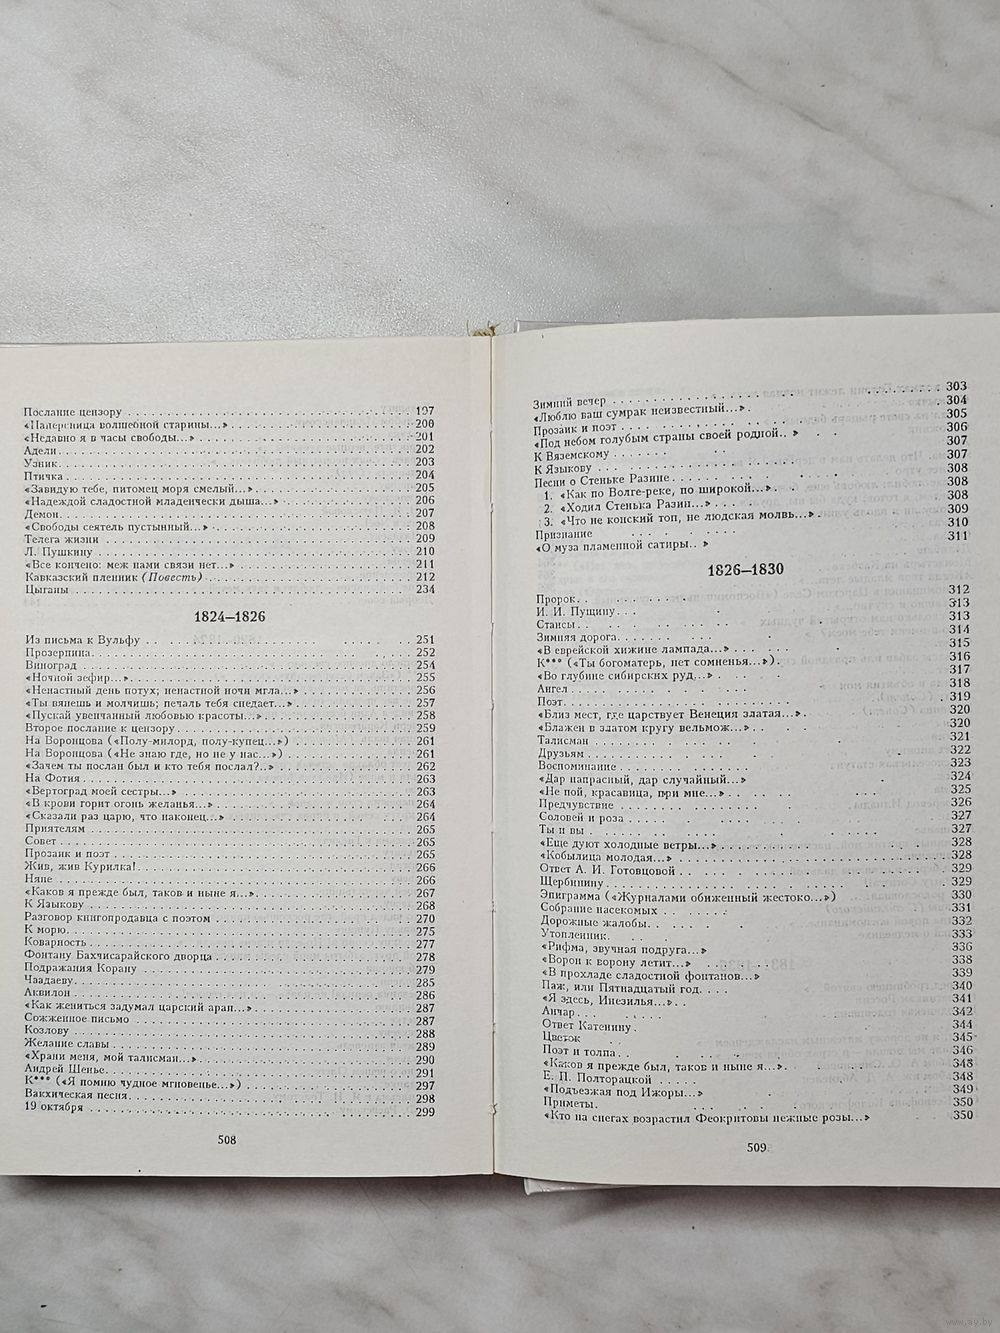 Послание цензору . . . 197
«Наперсница волшебной старины...» . . . 200
«Недавно я в часы свободы...» . . . 201
Адели . . . 202
Узник . . . 203
Птичка . . . 204
«Завидую тебе, питомец моря смелый...» . . . 205
«Надеждой сладостной младенчески дыша...» . . . 206
Демон . . . 207
«Свободы сеятель пустынный...» . . . 208
Телега жизни . . . 209
Л. Пушкину . . . 210
«Все кончено: меж нами связи нет...» . . . 211
Кавказский пленник (Повесть) . . . 212
Цыганы . . . 234
1824—1826
Из письма к Вульфу . . . 251
Прозерпина . . . 252
Виноград . . . 254
«Ночной зефир...» . . . 255
«Ненастный день потух; ненастной ночи мгла...» . . . 256
«Ты вянешь и молчишь; печаль тебя снедает...» . . . 257
«Пускай увенчанный любовью красоты...» . . . 258
Второе послание к цензору . . . 259
На Воронцова («Полу-милорд, полу-купец...») . . . 261
На Воронцова («Не знаю где, но не у нас...») . . . 261
«Зачем ты послан был и кто тебя послал?..» . . . 262
На Фотия . . . 263
«Вертоград моей сестры...» . . . 263
«В крови горит огонь желанья...» . . . 264
«Сказали раз царю, что наконец...» . . . 264
Приятелям . . . 265
Совет . . . 265
Прозаик и поэт . . . 265
Жив, жив Курилка! . . . 266
Няне . . . 266
«Каков я прежде был, таков и ныне я...» . . . 267
К Языкову . . . 268
Разговор книгопродавца с поэтом . . . 270
К морю . . . 275
Коварность . . . 277
Фонтану Бахчисарайского дворца . . . 278
Подражания Корану . . . 279
Чаадаеву . . . 285
Аквилон . . . 286
«Как жениться задумал царский арап...» . . . 287
Сожженное письмо . . . 287
Козлову . . . 288
Желание славы . . . 289
«Храни меня, мой талисман...» . . . 290
Андрей Шенье . . . 291
К*** («Я помню чудное мгновенье...») . . . 297
Вакхическая песня . . . 298
19 октября . . . 299
508
Зимний вечер . . . 303
«Люблю ваш сумрак неизвестный...» . . . 304
Прозаик и поэт . . . 305
«Под небом голубым страны своей родной..» . . . 306
К Вяземскому . . . 307
К Языкову . . . 307
Песни о Стеньке Разине . . . 308
1. «Как по Волге-реке, по широкой...» . . . 308
2. «Ходил Стенька Разин...» . . . 308
3. «Что не конский топ, не людская молвь...» . . . 309
Признание . . . 310
«О муза пламенной сатиры..» . . . 311
1826—1830
Пророк . . . 312
И. И. Пущину . . . 313
Стансы . . . 313
Зимняя дорога . . . 314
«В еврейской хижине лампада...» . . . 315
К*** («Ты богоматерь, нет сомненья...») . . . 316
«Во глубине сибирских руд...» . . . 317
Ангел . . . 318
Поэт . . . 319
«Близ мест, где царствует Венеция златая...» . . . 320
«Блажен в златом кругу вельмож...» . . . 320
Талисман . . . 321
Друзьям . . . 322
Воспоминание . . . 323
«Дар напрасный, дар случайный...» . . . 324
«Не пой, красавица, при мне...» . . . 325
Предчувствие . . . 326
Соловей и роза . . . 327
Ты и вы . . . 327
«Еще дуют холодные ветры...» . . . 328
«Кобылица молодая...» . . . 328
Ответ А. И. Готовцовой . . . 329
Щербинину . . . 329
Эпиграмма («Журналами обиженный жестоко...») . . . 330
Собрание насекомых . . . 331
Дорожные жалобы . . . 332
Утопленник . . . 333
«Рифма, звучная подруга...» . . . 336
«Ворон к ворону летит...» . . . 338
«В прохладе сладостной фонтанов...» . . . 339
Паж, или Пятнадцатый год . . . 340
«Я здесь, Инезилья...» . . . 341
Анчар . . . 342
Ответ Катенину . . . 344
Цветок . . . 345
Поэт и толпа . . . 346
«Каков я прежде был, таков и ныне я...» . . . 348
Е. П. Полторацкой . . . 348
«Подъезжая под Ижоры...» . . . 349
Приметы . . . 350
«Кто на снегах возрастил Феокритовы нежные розы...» . . . 350
509
www.ay.by